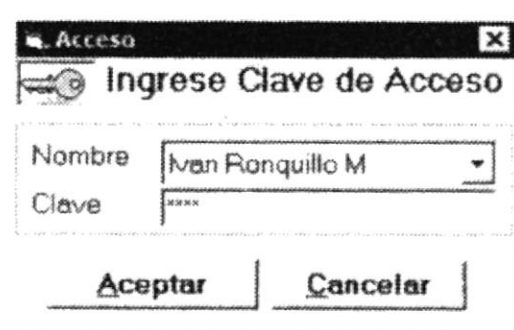 Acceso
Ingrese Clave de Acceso
Nombre Ivan Ronquillo M
Clave ****
Aceptar Cancelar